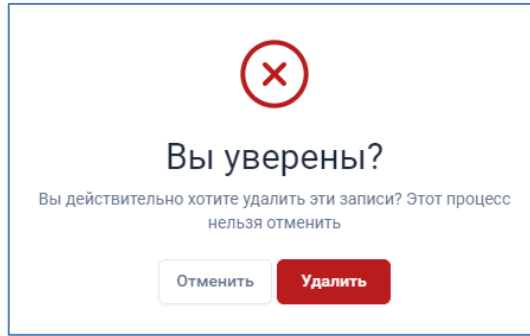 Вы уверены?
Вы действительно хотите удалить эти записи? Этот процесс
нельзя отменить
Отменить Удалить